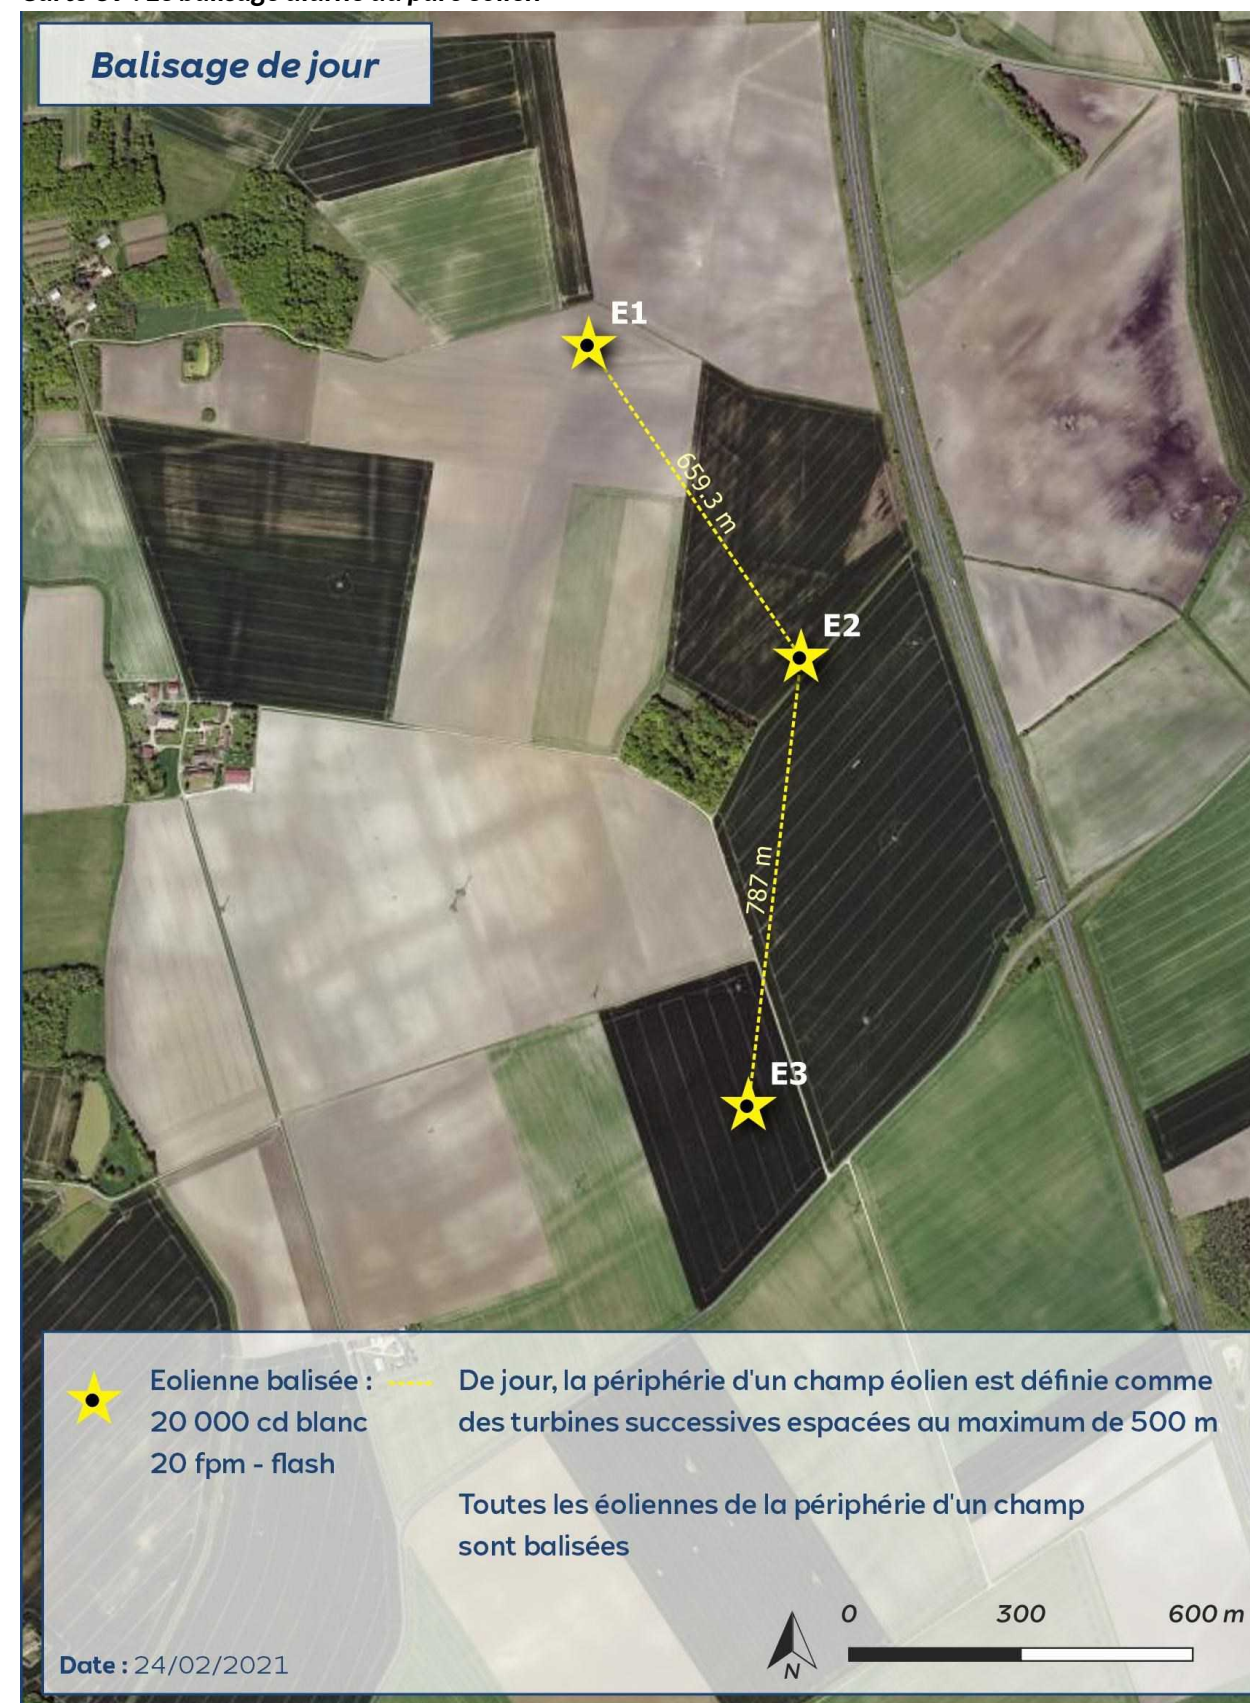 Balisage de jour
E1
659.3 m
E2
787 m
E3
Eolienne balisée :
20 000 cd blanc
20 fpm - flash
De jour, la périphérie d'un champ éolien est définie comme
des turbines successives espacées au maximum de 500 m
Toutes les éoliennes de la périphérie d'un champ
sont balisées
0 300 600 m
N
Date : 24/02/2021